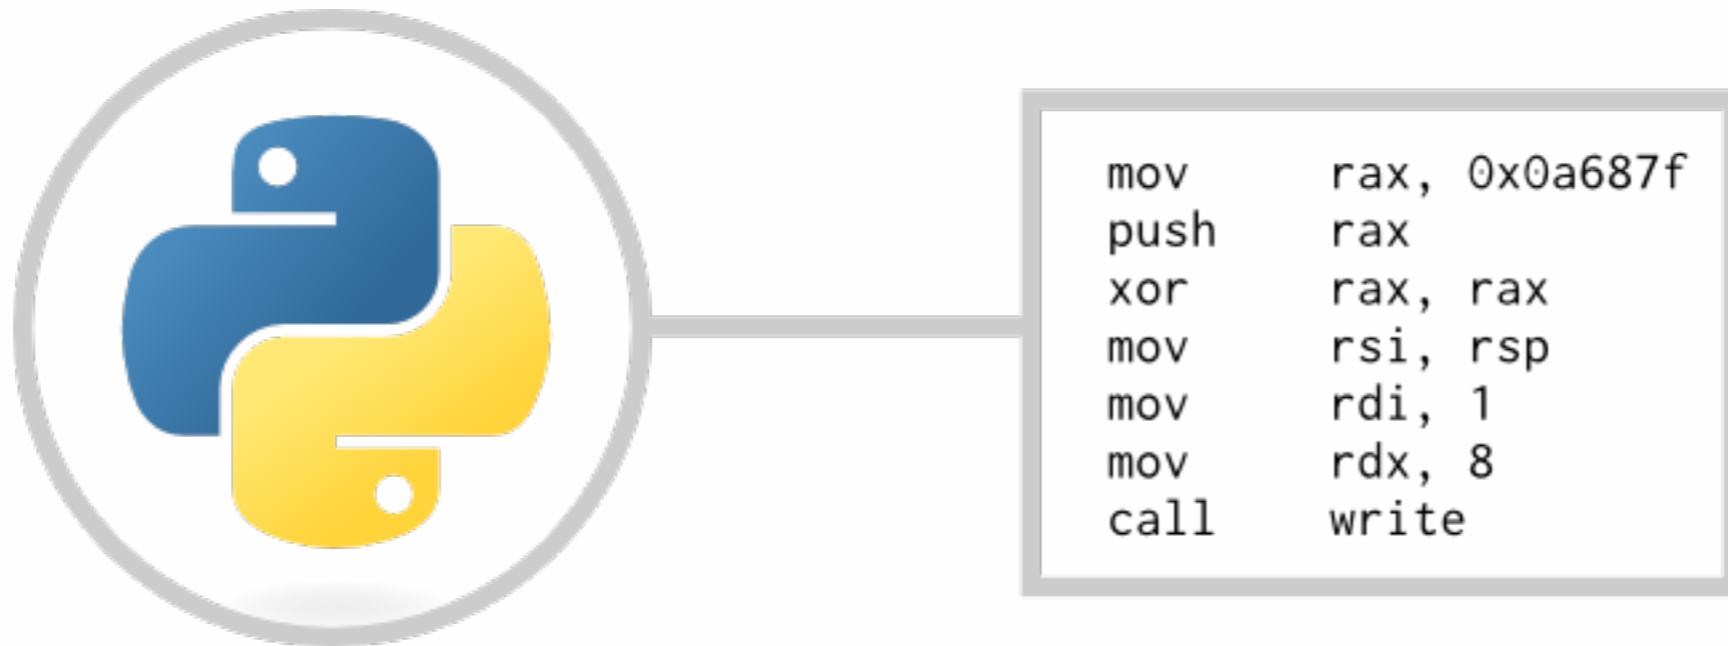 mov rax, 0x0a687f
push rax
xor rax, rax
mov rsi, rsp
mov rdi, 1
mov rdx, 8
call write